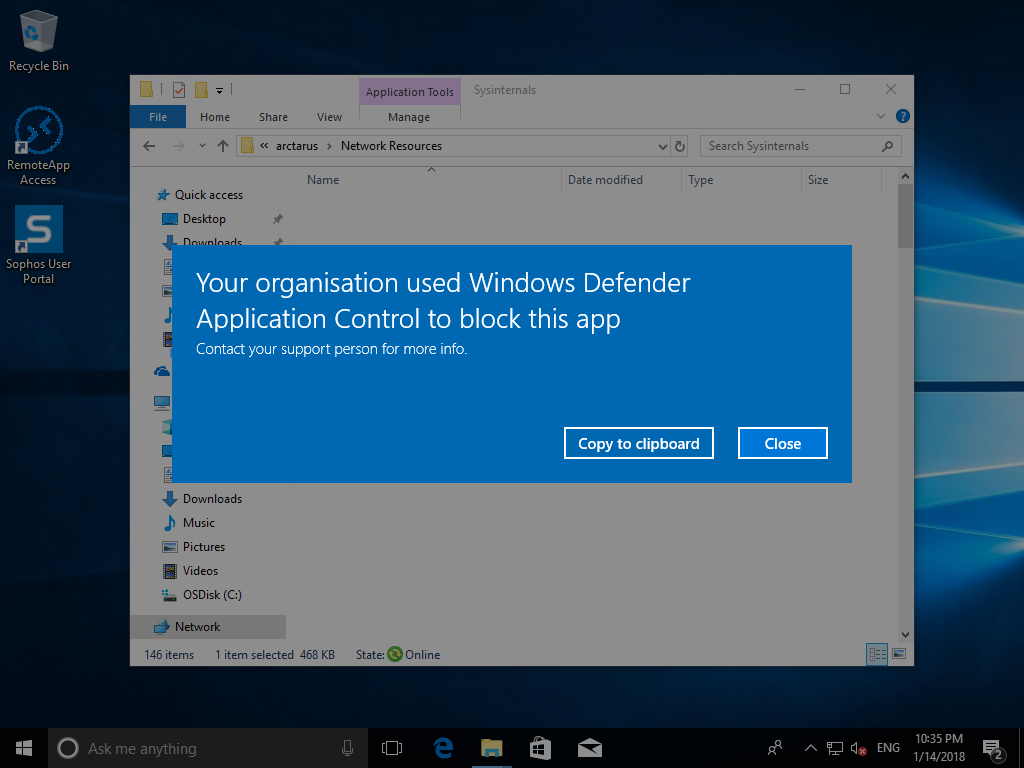 Recycle Bin
RemoteApp
Access
Sophos User
Portal
Application Tools
Sysinternals
File
Home
Share
View
Manage
« arctarus › Network Resources
Search Sysinternals
Name
Date modified
Type
Size
Quick access
Desktop
Downloads
Your organisation used Windows Defender
Application Control to block this app
Contact your support person for more info.
Copy to clipboard
Close
Downloads
Music
Pictures
Videos
OSDisk (C:)
Network
146 items
1 item selected 468 KB
State: Online
Ask me anything
ENG
10:35 PM
1/14/2018
2